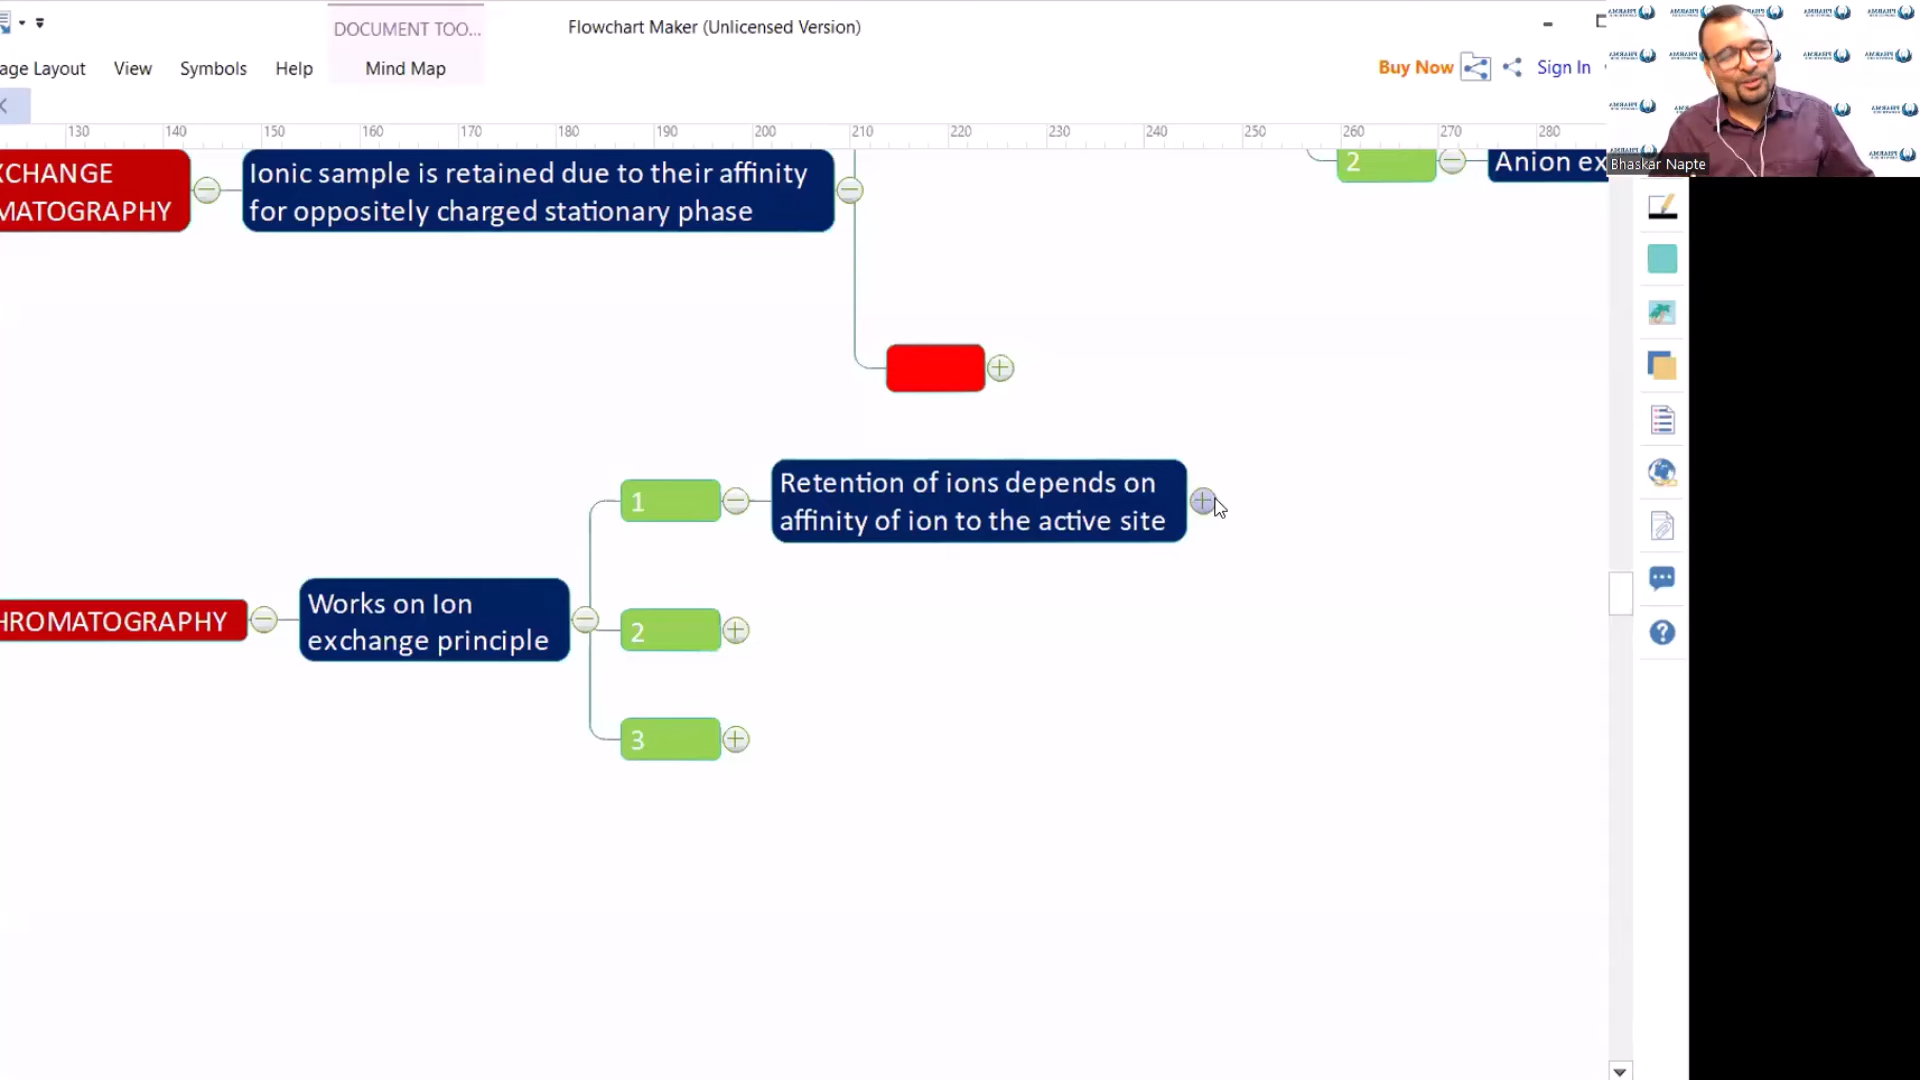 DOCUMENT TOO...
Flowchart Maker (Unlicensed Version)
age Layout
View
Symbols
Help
Mind Map
Buy Now
Sign In
130 140 150 160 170 180 190 200 210 220 230 240 250 260 270 280
Bhaskar Napte
XCHANGE
MATOGRAPHY
Ionic sample is retained due to their affinity
for oppositely charged stationary phase
2
Anion ex
1
Retention of ions depends on
affinity of ion to the active site
HROMATOGRAPHY
Works on Ion
exchange principle
2
3